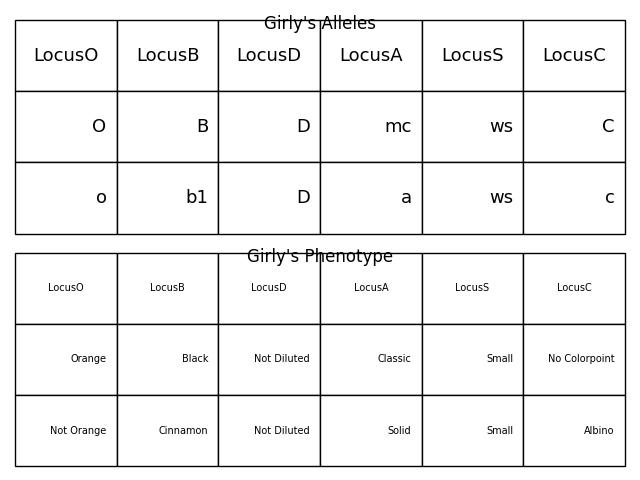 Girly's Alleles
LocusO LocusB LocusD LocusA LocusS LocusC
O B D mc ws C
o b1 D a ws c
Girly's Phenotype
LocusO LocusB LocusD LocusA LocusS LocusC
Orange Black Not Diluted Classic Small No Colorpoint
Not Orange Cinnamon Not Diluted Solid Small Albino